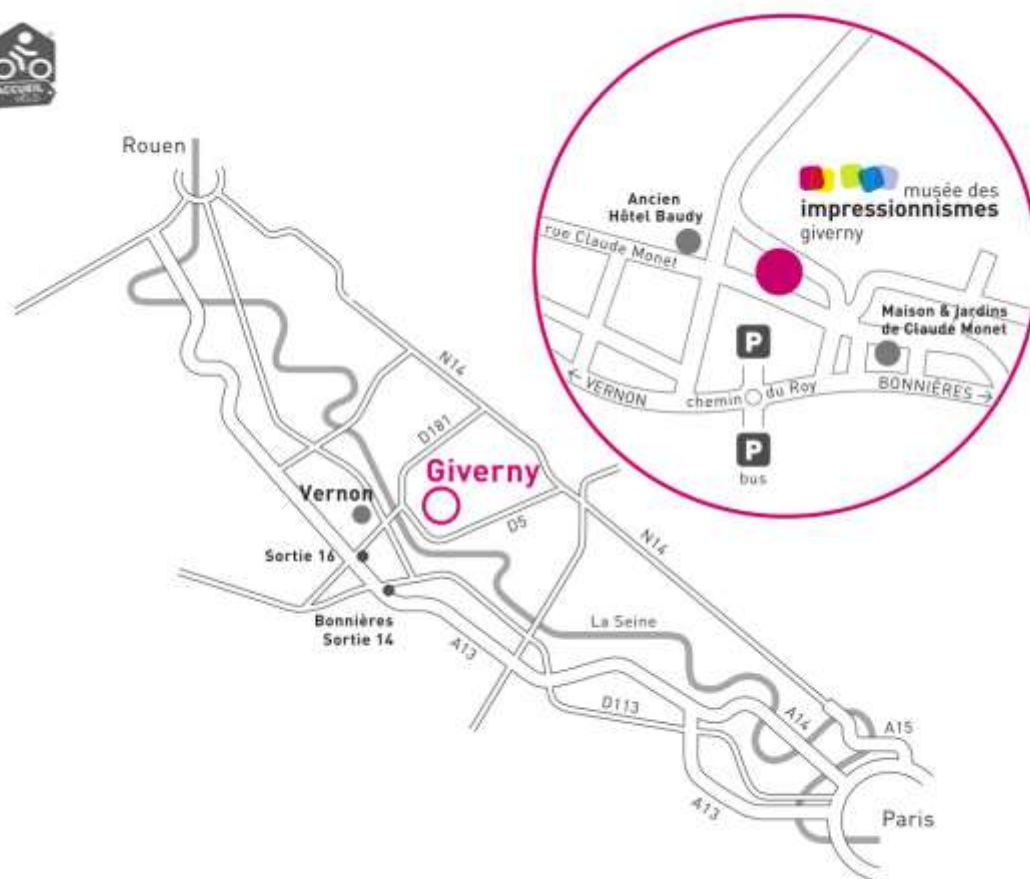 ACCUEIL
VÉLO
Rouen
N14
D181
Giverny
Vernon
D5
Sortie 16
N14
Bonnières
Sortie 14
A13
La Seine
D113
A14
A15
A13
Paris
musée des
impressionnismes
giverny
Ancien
Hôtel Baudy
rue Claude Monet
Maison & Jardins
de Claude Monet
P
← VERNON
chemin du Roy
BONNIÈRES →
P
bus